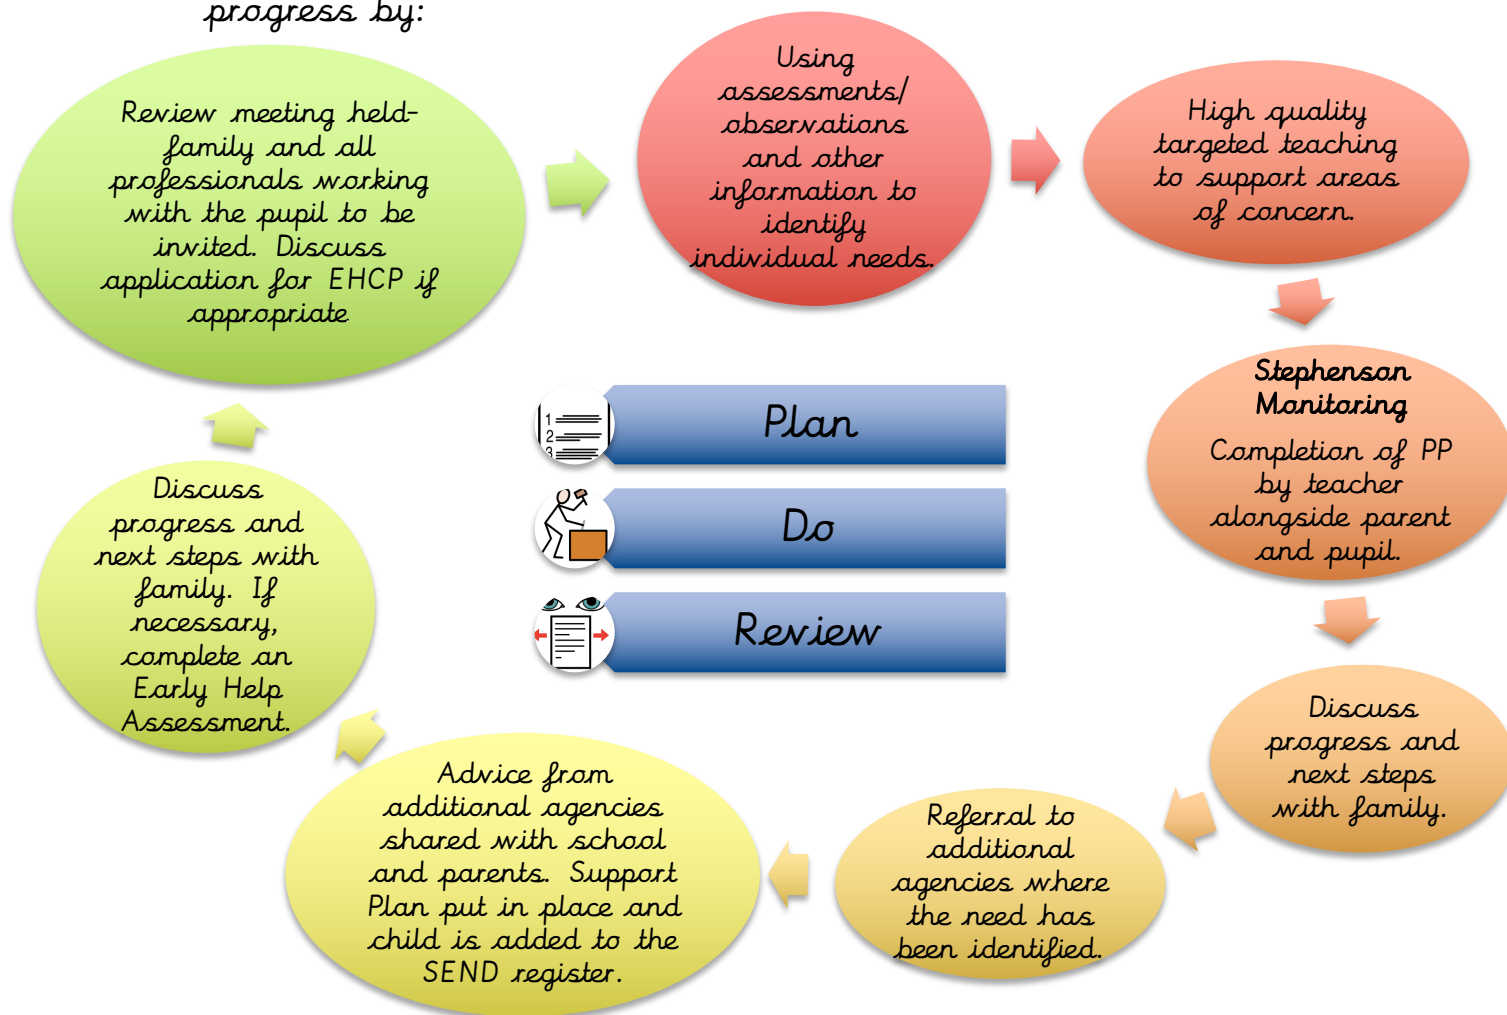 progress by:
Review meeting held-
family and all
professionals working
with the pupil to be
invited. Discuss
application for EHCP if
appropriate
Using
assessments/
observations
and other
information to
identify
individual needs.
High quality
targeted teaching
to support areas
of concern.
Stephenson
Monitoring
Completion of PP
by teacher
alongside parent
and pupil.
Discuss
progress and
next steps
with family.
Referral to
additional
agencies where
the need has
been identified.
Advice from
additional agencies
shared with school
and parents. Support
Plan put in place and
child is added to the
SEND register.
Discuss
progress and
next steps with
family. If
necessary,
complete an
Early Help
Assessment.
1
2
3
Plan
Do
Review